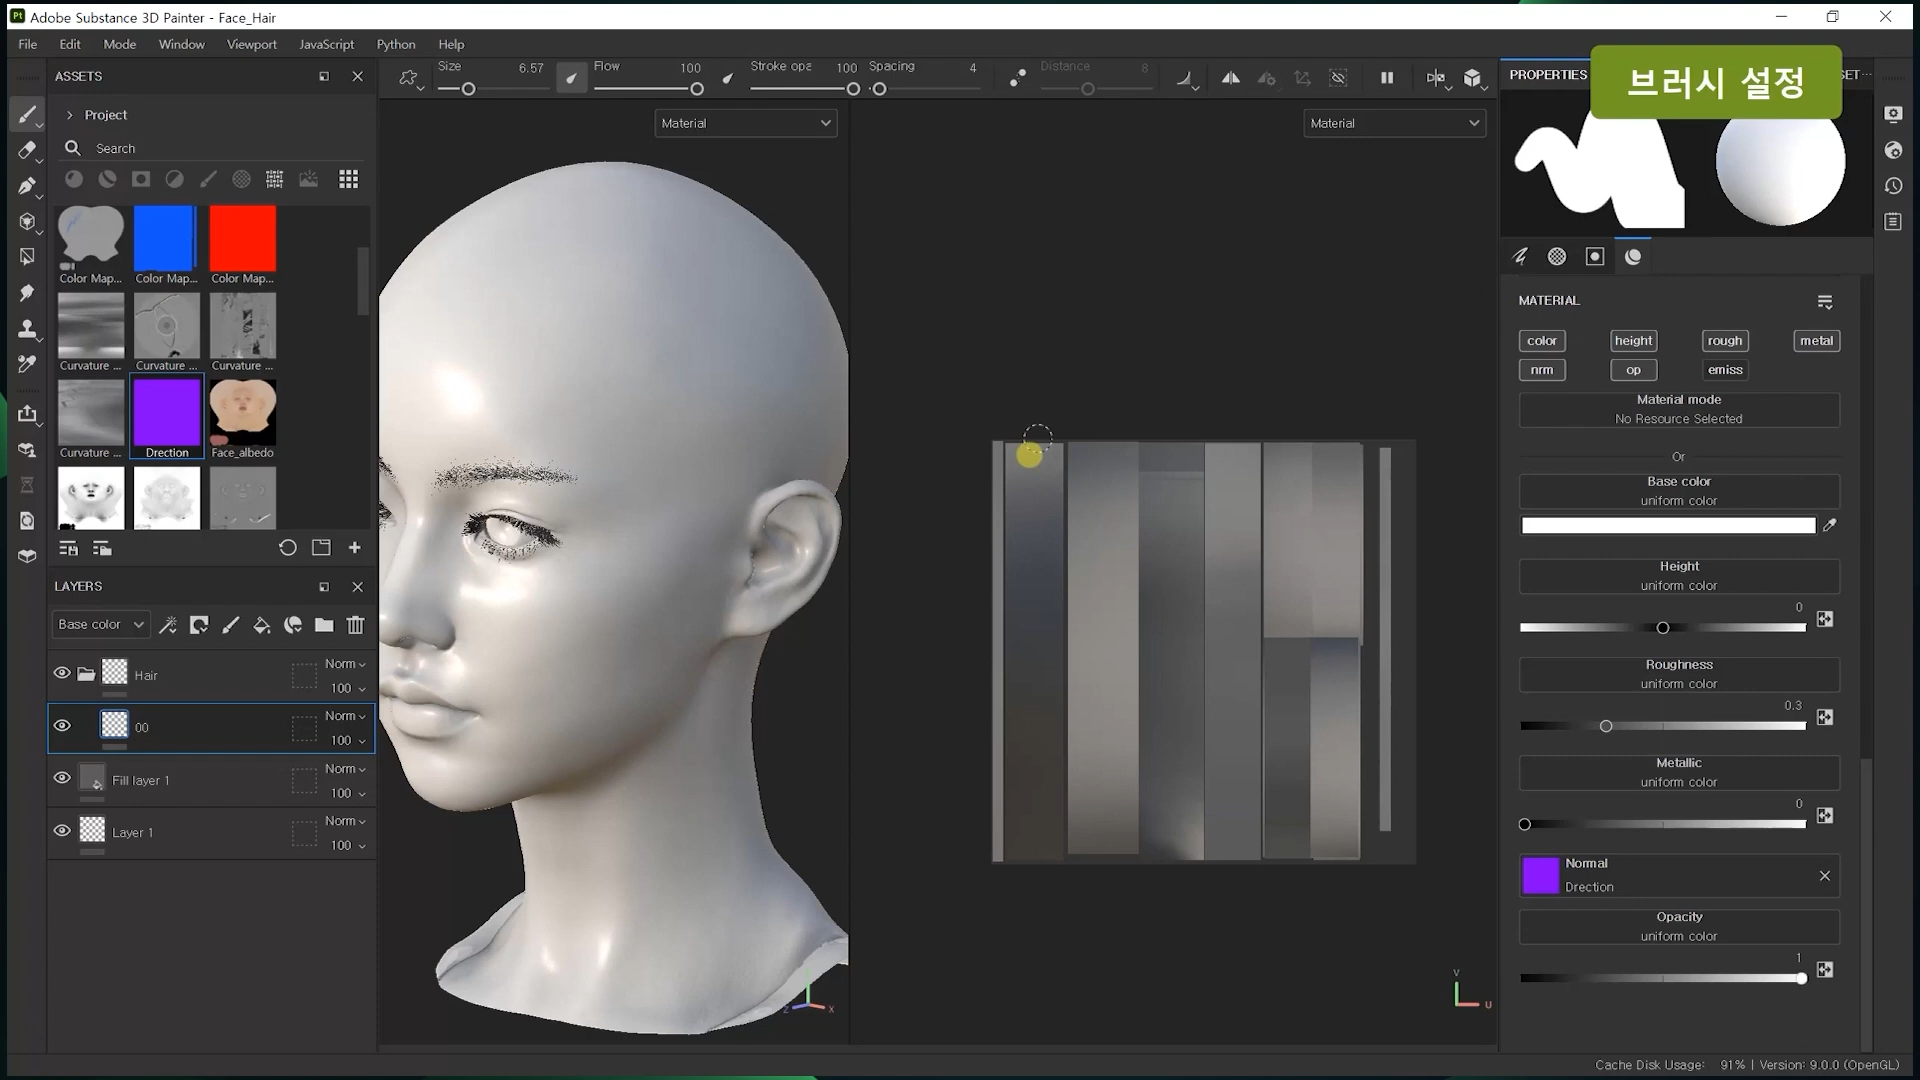 Pt Adobe Substance 3D Painter - Face_Hair
File Edit Mode Window Viewport JavaScript Python Help
브러시 설정
ASSETS
Size 6.57 Flow 100 Stroke opa 100 Spacing 4 Distance 8
PROPERTIES
SET...
Project
Search
Material
Material
Color Map...
Color Map...
Color Map...
Curvature ...
Curvature ...
Curvature ...
Curvature ...
Drection
Face_albedo
LAYERS
Base color
Hair
Norm
100
00
Norm
100
Fill layer 1
Norm
100
Layer 1
Norm
100
MATERIAL
color height rough metal
nrm op emiss
Material mode
No Resource Selected
Or
Base color
uniform color
Height
uniform color
0
Roughness
uniform color
0.3
Metallic
uniform color
0
Normal
Drection
Opacity
uniform color
1
Z X
V
U
Cache Disk Usage: 91% | Version: 9.0.0 (OpenGL)